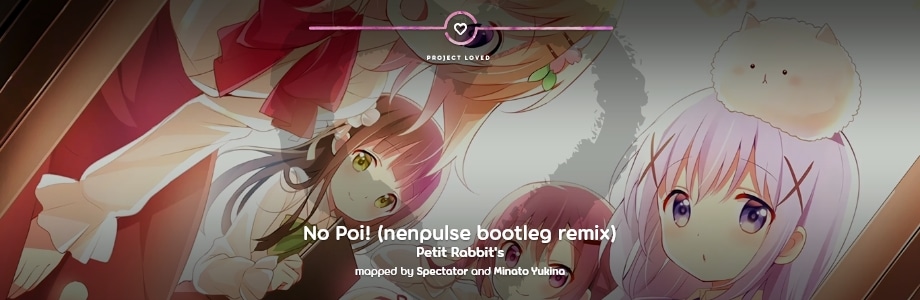 PROJECT LOVED
No Poi! (nenpulse bootleg remix)
Petit Rabbit's
mapped by Spectator and Minato Yukina